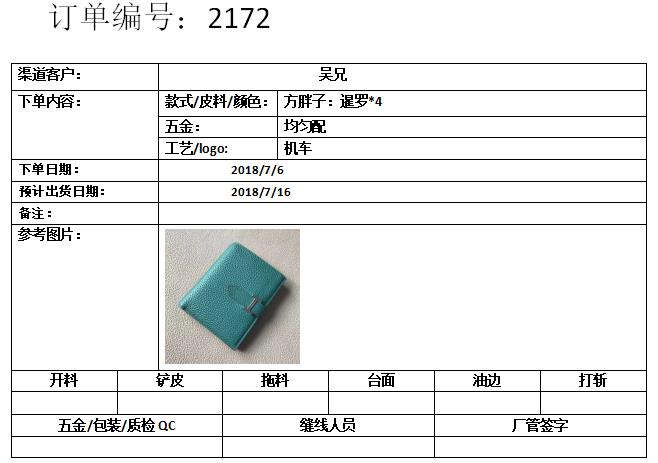 订单编号：2172
渠道客户： 吴兄
下单内容： 款式/皮料/颜色： 方胖子：暹罗*4
五金： 均匀配
工艺/logo: 机车
下单日期： 2018/7/6
预计出货日期： 2018/7/16
备注：
参考图片：
开料 铲皮 拖料 台面 油边 打斩
五金/包装/质检 QC 缝线人员 厂管签字